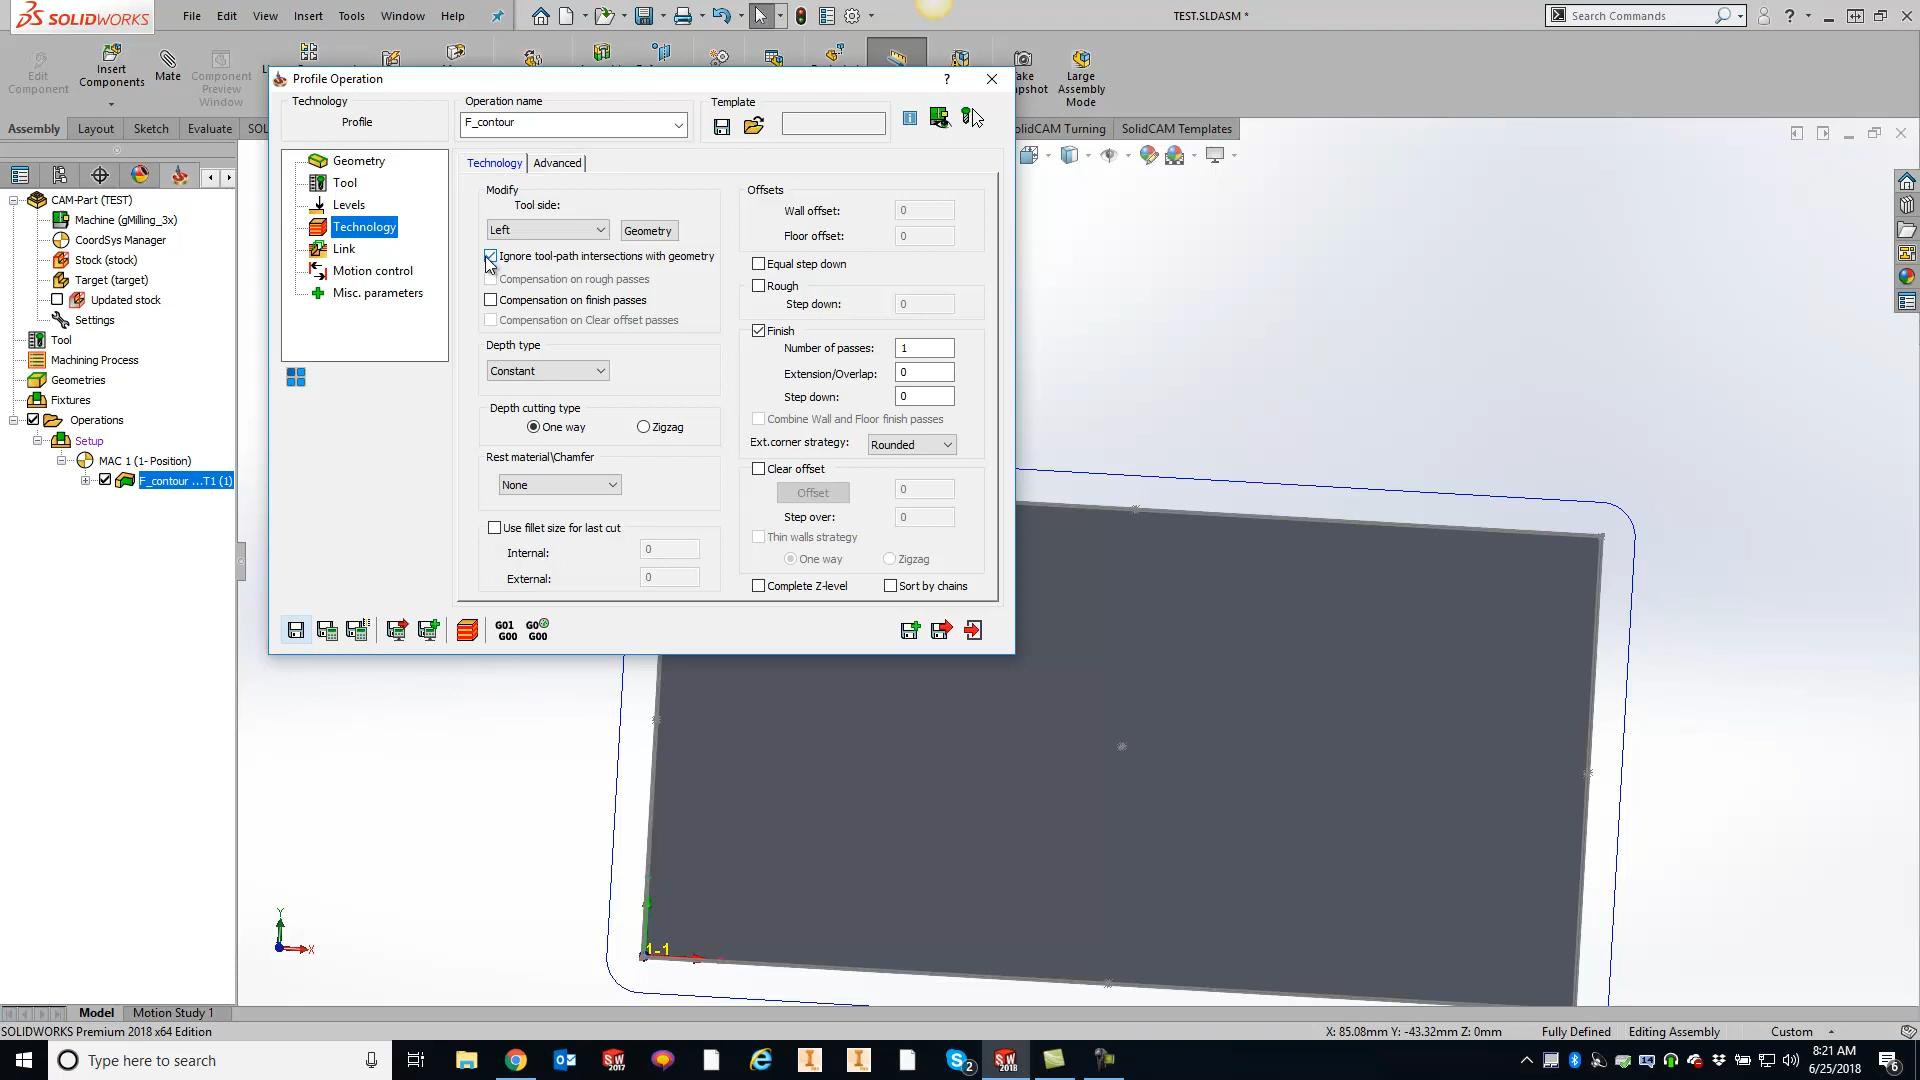 SOLIDWORKS
File Edit View Insert Tools Window Help
TEST.SLDASM *
Search Commands
Edit Component
Insert Components
Mate
Component Preview Window
Large Assembly Mode
Assembly Layout Sketch Evaluate
SolidCAM Templates
CAM-Part (TEST)
Machine (gMilling_3x)
CoordSys Manager
Stock (stock)
Target (target)
Updated stock
Settings
Tool
Machining Process
Geometries
Fixtures
Operations
Setup
MAC 1 (1- Position)
F_contour ...T1 (1)
Profile Operation
?
Technology
Profile
Operation name
F_contour
Template
Geometry
Tool
Levels
Technology
Link
Motion control
Misc. parameters
Technology Advanced
Modify
Tool side:
Left
Geometry
Ignore tool-path intersections with geometry
Compensation on rough passes
Compensation on finish passes
Compensation on Clear offset passes
Depth type
Constant
Depth cutting type
One way Zigzag
Rest material\Chamfer
None
Use fillet size for last cut
Internal: 0
External: 0
Offsets
Wall offset: 0
Floor offset: 0
Equal step down
Rough
Step down: 0
Finish
Number of passes: 1
Extension/Overlap: 0
Step down: 0
Combine Wall and Floor finish passes
Ext.corner strategy: Rounded
Clear offset
Offset 0
Step over: 0
Thin walls strategy
One way Zigzag
Complete Z-level Sort by chains
G01 G00
G00
1-1
Y
X
Model Motion Study 1
SOLIDWORKS Premium 2018 x64 Edition
X: 85.08mm Y: -43.32mm Z: 0mm Fully Defined Editing Assembly Custom
Type here to search
8:21 AM
6/25/2018